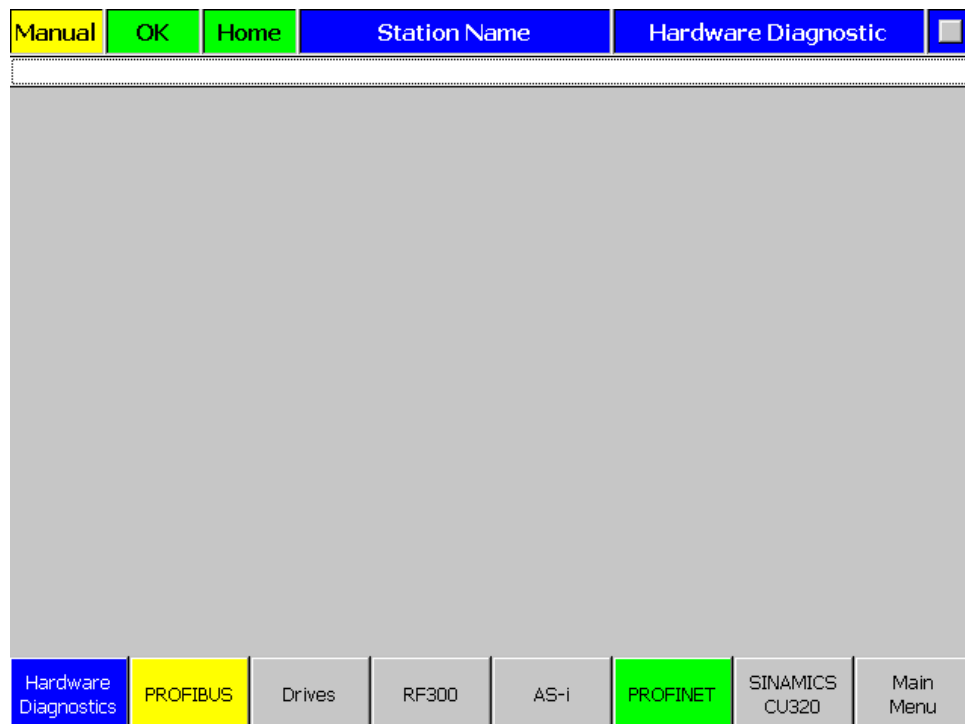 Manual OK Home Station Name Hardware Diagnostic
Hardware Diagnostics
PROFIBUS
Drives
RF300
AS-i
PROFINET
SINAMICS CU320
Main Menu